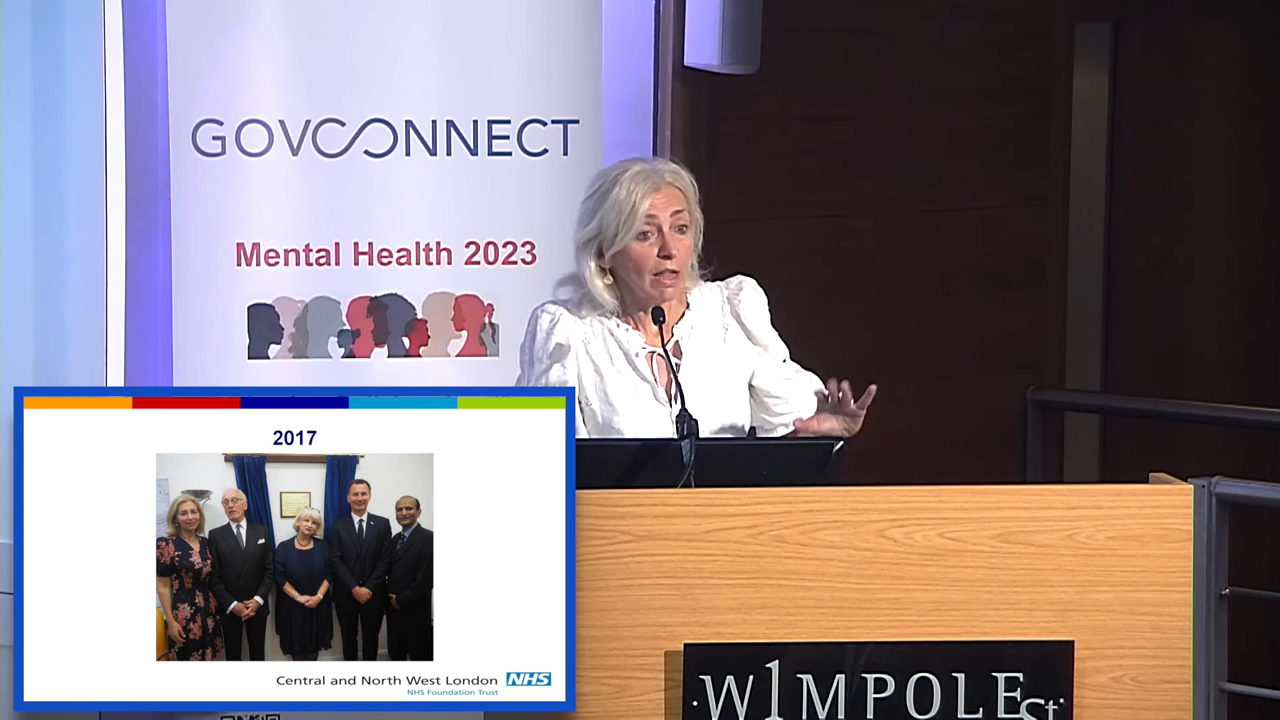 GOVCONNECT
Mental Health 2023
2017
Central and North West London NHS
NHS Foundation Trust
·W1MPOLE St·